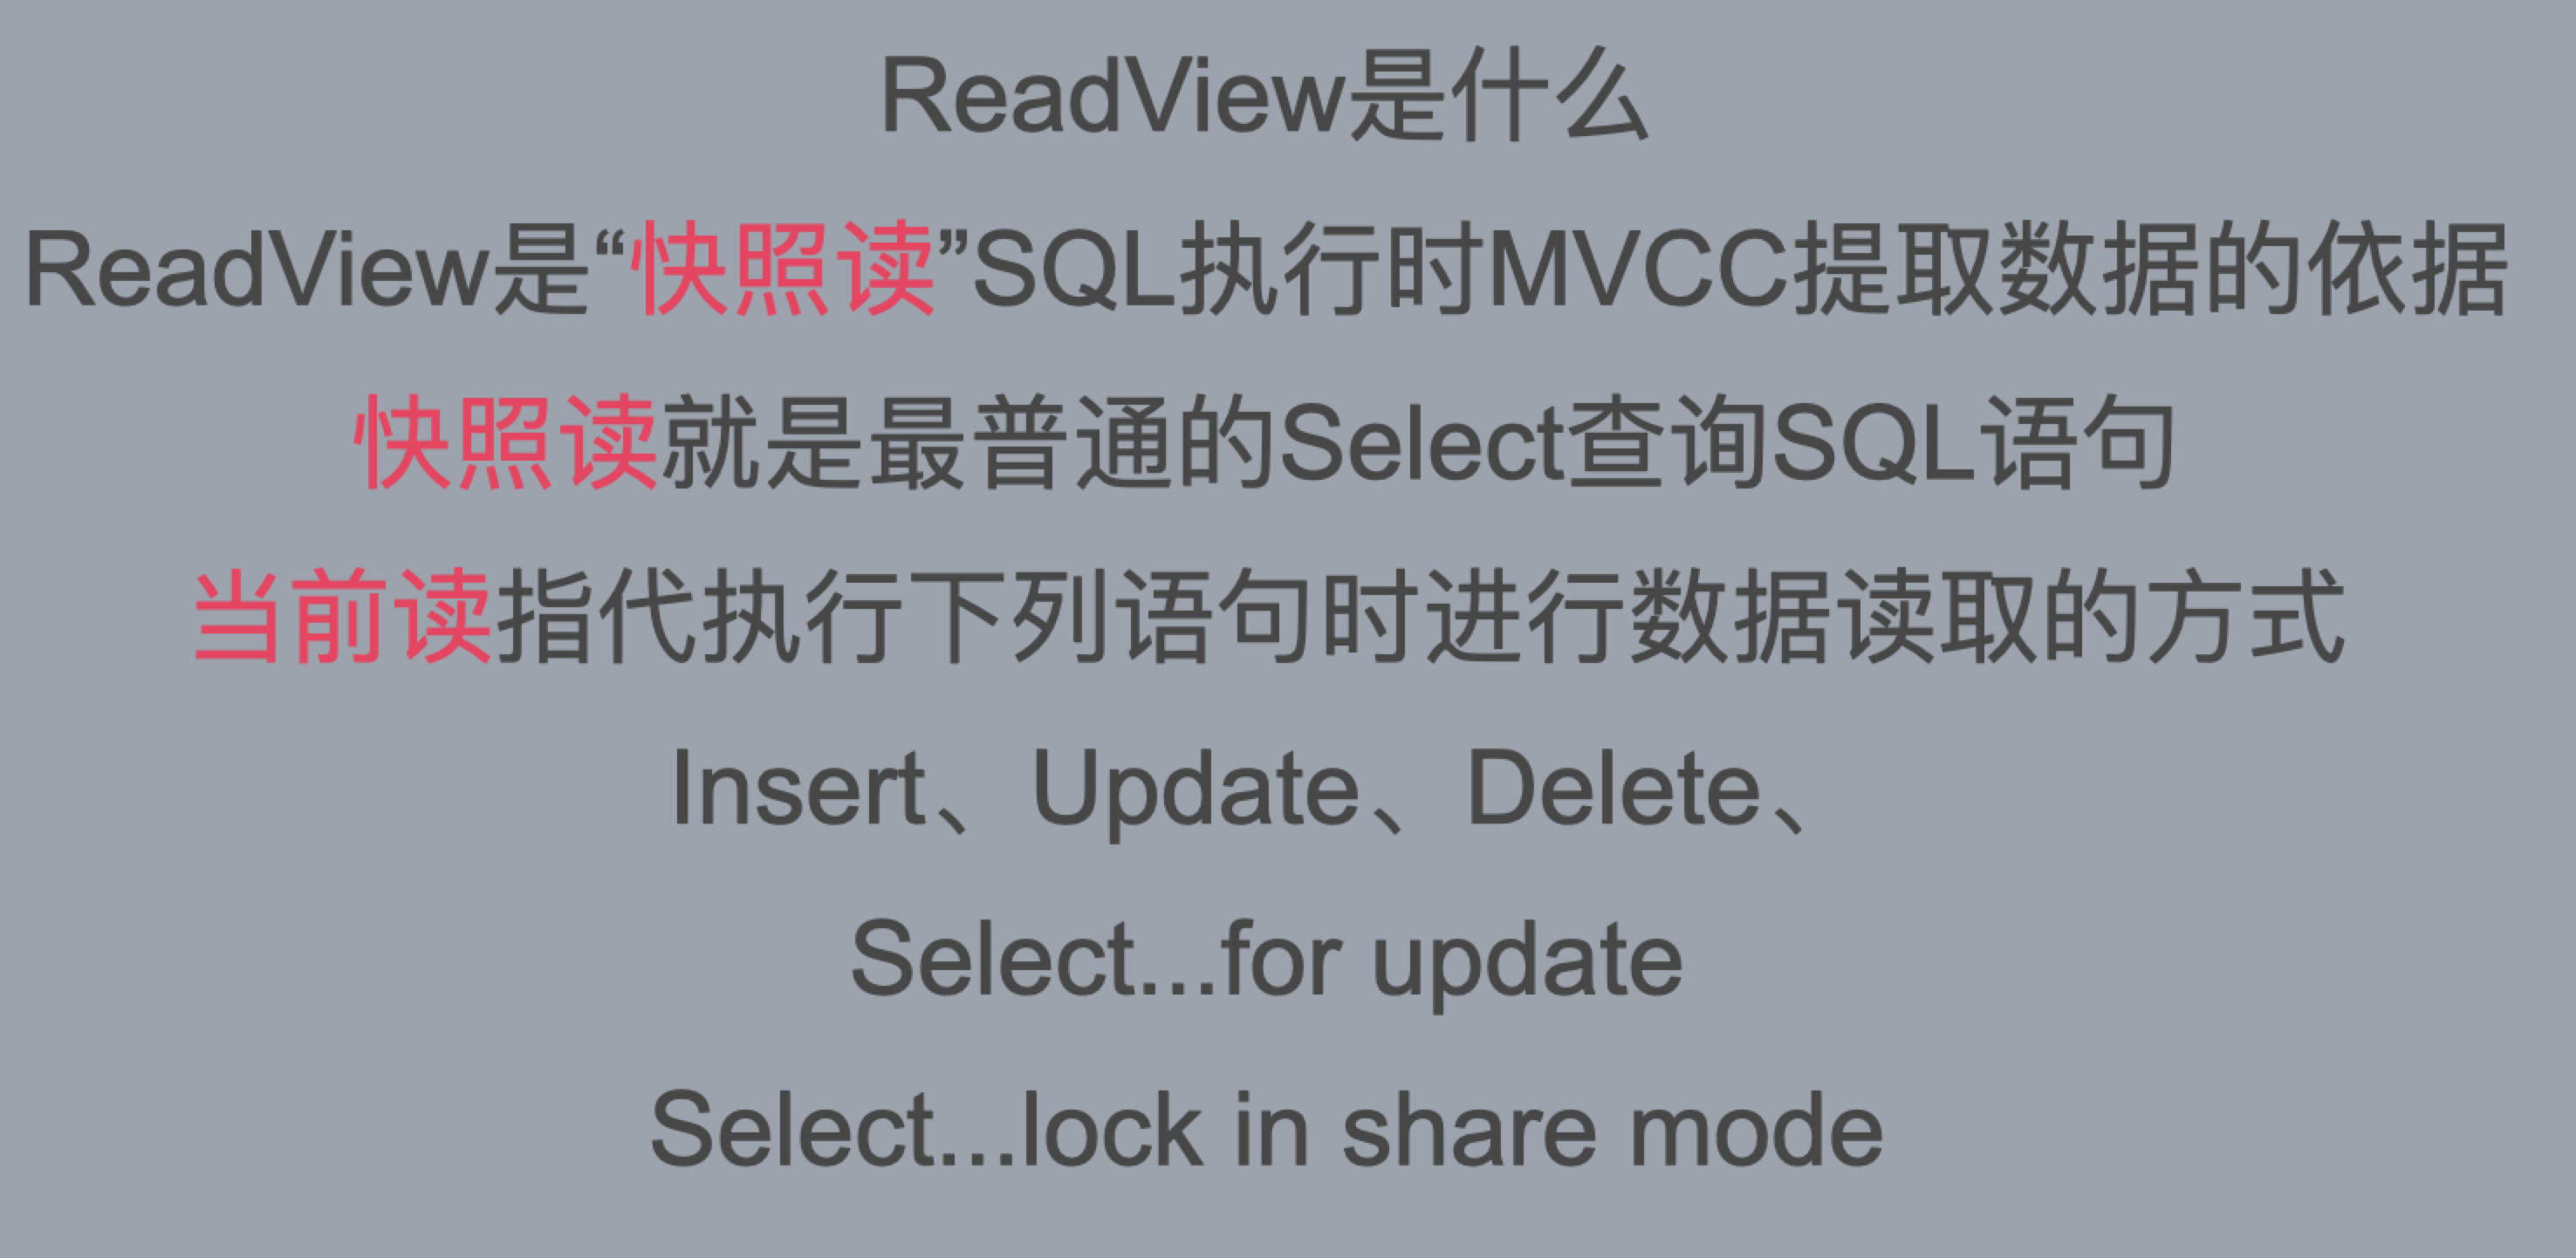 ReadView是什么
ReadView是“快照读”SQL执行时MVCC提取数据的依据
快照读就是最普通的Select查询SQL语句
当前读指代执行下列语句时进行数据读取的方式
Insert、Update、Delete、
Select...for update
Select...lock in share mode